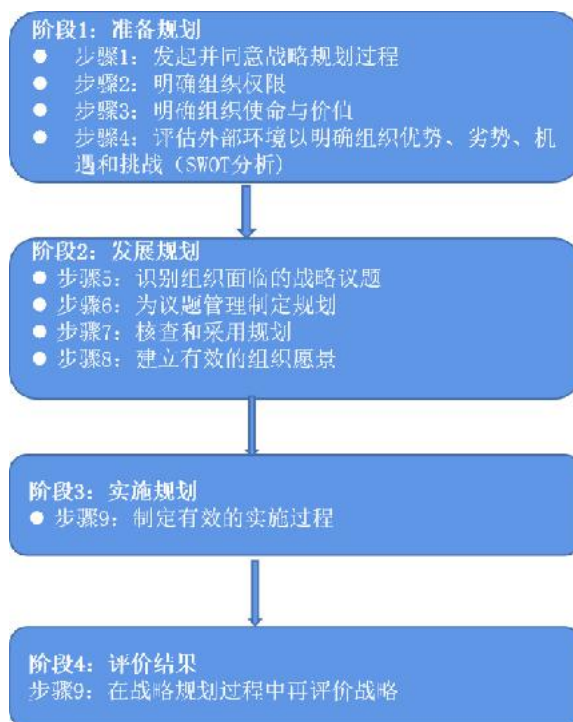 阶段1：准备规划
步骤1：发起并同意战略规划过程
步骤2：明确组织权限
步骤3：明确组织使命与价值
步骤4：评估外部环境以明确组织优势、劣势、机
遇和挑战（SWOT分析）
阶段2：发展规划
步骤5：识别组织面临的战略议题
步骤6：为议题管理制定规划
步骤7：核查和采用规划
步骤8：建立有效的组织愿景
阶段3：实施规划
步骤9：制定有效的实施过程
阶段4：评价结果
步骤9：在战略规划过程中再评价战略